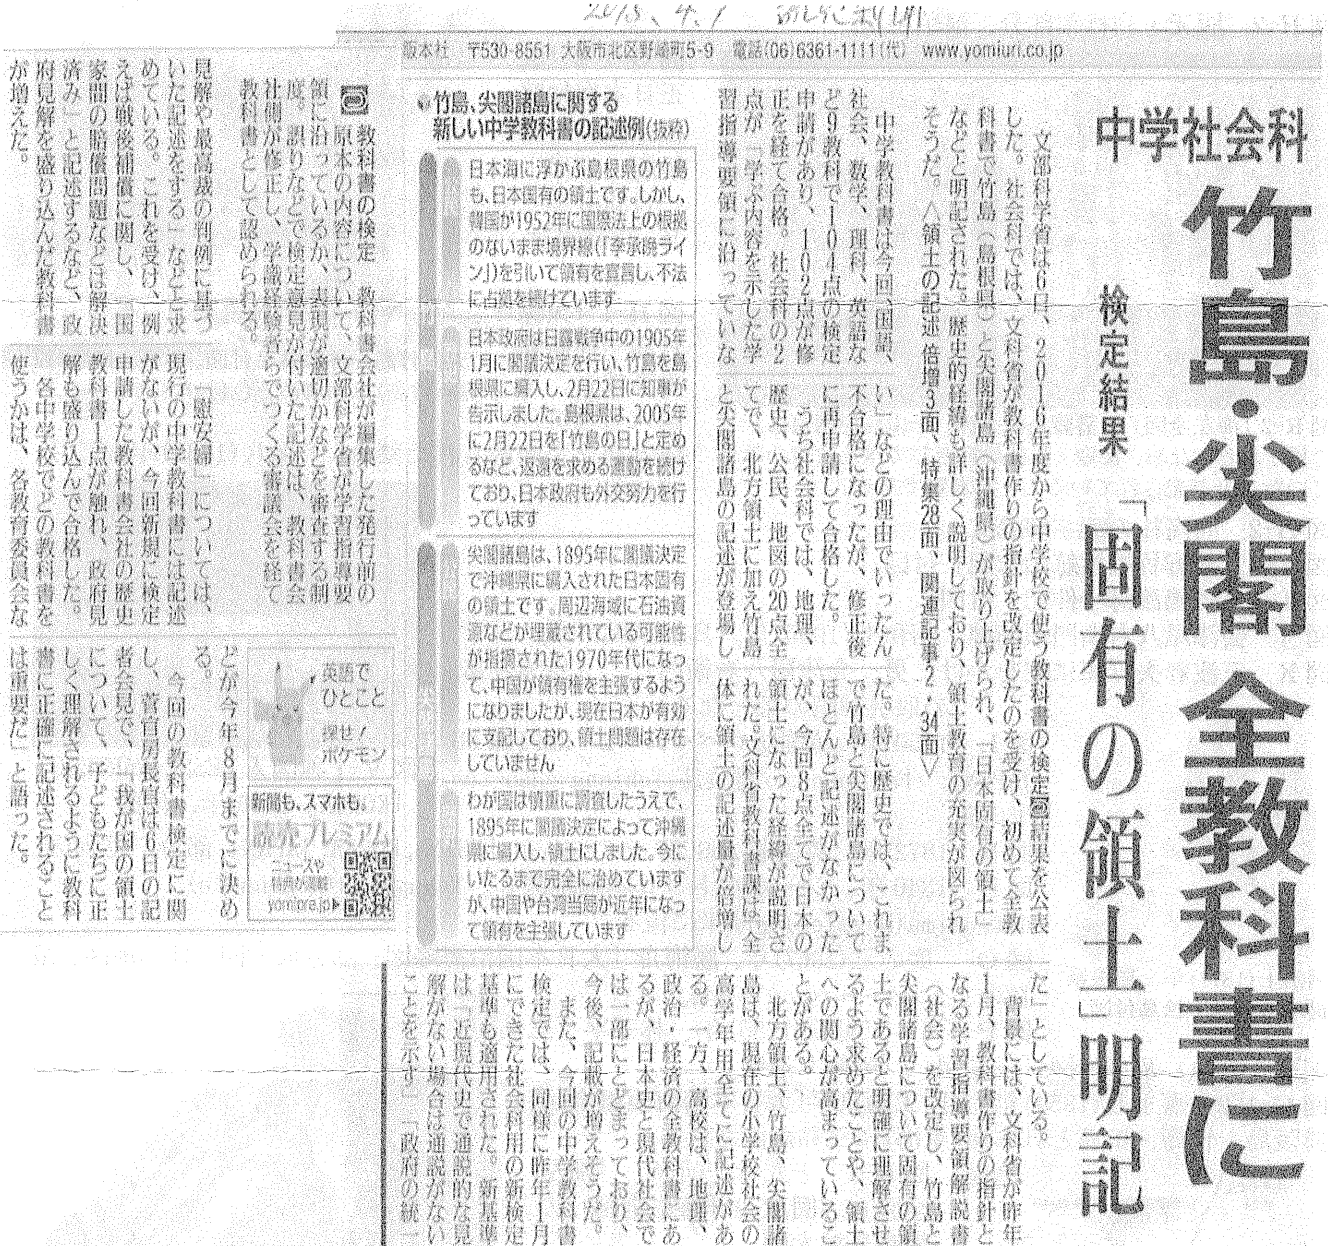 2015、4、
阪本社 〒530-8551 大阪市北区野崎町5-9 電話(06)6361-1111(代) www.yomiuri.co.jp
中学社会科
竹島・尖閣 全教科書に
検定結果
「固有の領土」明記
文部科学省は6日、2016年度から中学校で使う教科書の検定結果を公表
した。社会科では、文科省が教科書作りの指針を改定したのを受け、初めて全教
科書で竹島(島根県)と尖閣諸島(沖縄県)が取り上げられ、「日本固有の領土」
などと明記された。歴史的経緯も詳しく説明しており、領土教育の充実が図られ
そうだ。〈領土の記述 倍増3面、特集28面、関連記事2・34面〉
中学教科書は今回、国語、
社会、数学、理科、英語な
ど9教科で104点の検定
申請があり、102点が修
正を経て合格。社会科の2
点が「学ぶ内容を示した学
習指導要領に沿っていな
い」などの理由でいったん
不合格になったが、修正後
に再申請して合格した。
うち社会科では、地理、
歴史、公民、地図の20点全
てで、北方領土に加え竹島
と尖閣諸島の記述が登場し
た。特に歴史では、これま
で竹島と尖閣諸島について
ほとんど記述がなかった
が、今回8点全てで日本の
領土になった経緯が説明さ
れた。文科省教科書課は「全
体に領土の記述量が倍増し
た」としている。
背景には、文科省が昨年
1月、教科書作りの指針と
なる学習指導要領解説書
(社会)を改定し、竹島と
尖閣諸島について固有の領
土であると明確に理解させ
るよう求めたことや、領土
への関心が高まっているこ
とがある。
北方領土、竹島、尖閣諸
島は、現在の小学校社会の
高学年用全てに記述があ
る。一方、高校は、地理、
政治・経済の全教科書にあ
るが、日本史と現代社会で
は一部にとどまっており、
今後、記載が増えそうだ。
また、今回の中学教科書
検定では、同様に昨年1月
にできた社会科用の新検定
基準も適用された。新基準
は「近現代史で通説的な見
解がない場合は通説がない
ことを示す」「政府の統一
見解や最高裁の判例に基づ
いた記述をする」などと求
めている。これを受け、例
えば戦後補償に関し、「国
家間の賠償問題などは解決
済み」と記述するなど、政
府見解を盛り込んだ教科書
が増えた。
「慰安婦」については、
現行の中学教科書には記述
がないが、今回新規に検定
申請した教科書会社の歴史
教科書1点が触れ、政府見
解も盛り込んで合格した。
各中学校でどの教科書を
使うかは、各教育委員会な
どが今年8月までに決め
る。
今回の教科書検定に関
し、菅官房長官は6日の記
者会見で、「我が国の領土
について、子どもたちに正
しく理解されるように教科
書に正確に記述されること
は重要だ」と語った。
竹島、尖閣諸島に関する
新しい中学教科書の記述例(抜粋)
日本海に浮かぶ島根県の竹島
も、日本固有の領土です。しかし、
韓国が1952年に国際法上の根拠
のないまま境界線(「李承晩ライ
ン」)を引いて領有を宣言し、不法
に占拠を続けています
日本政府は日露戦争中の1905年
1月に閣議決定を行い、竹島を島
根県に編入し、2月22日に知事が
告示しました。島根県は、2005年
に2月22日を「竹島の日」と定め
るなど、返還を求める運動を続け
ており、日本政府も外交努力を行
っています
尖閣諸島は、1895年に閣議決定
で沖縄県に編入された日本固有
の領土です。周辺海域に石油資
源などが埋蔵されている可能性
が指摘された1970年代になっ
て、中国が領有権を主張するよう
になりましたが、現在日本が有効
に支配しており、領土問題は存在
していません
わが国は慎重に調査したうえで、
1895年に閣議決定によって沖縄
県に編入し、領土にしました。今に
いたるまで完全に治めています
が、中国や台湾当局が近年になっ
て領有を主張しています
教科書の検定 教科書会社が編集した発行前の
原本の内容について、文部科学省が学習指導要
領に沿っているか、表現が適切かなどを審査する制
度。誤りなどで検定意見が付いた記述は、教科書会
社側が修正し、学識経験者らでつくる審議会を経て
教科書として認められる。
英語で
ひとこと
探せ!
ポケモン
新聞も、スマホも。
読売プレミアム
ニュースや
特典が満載
yomipre.jp▶